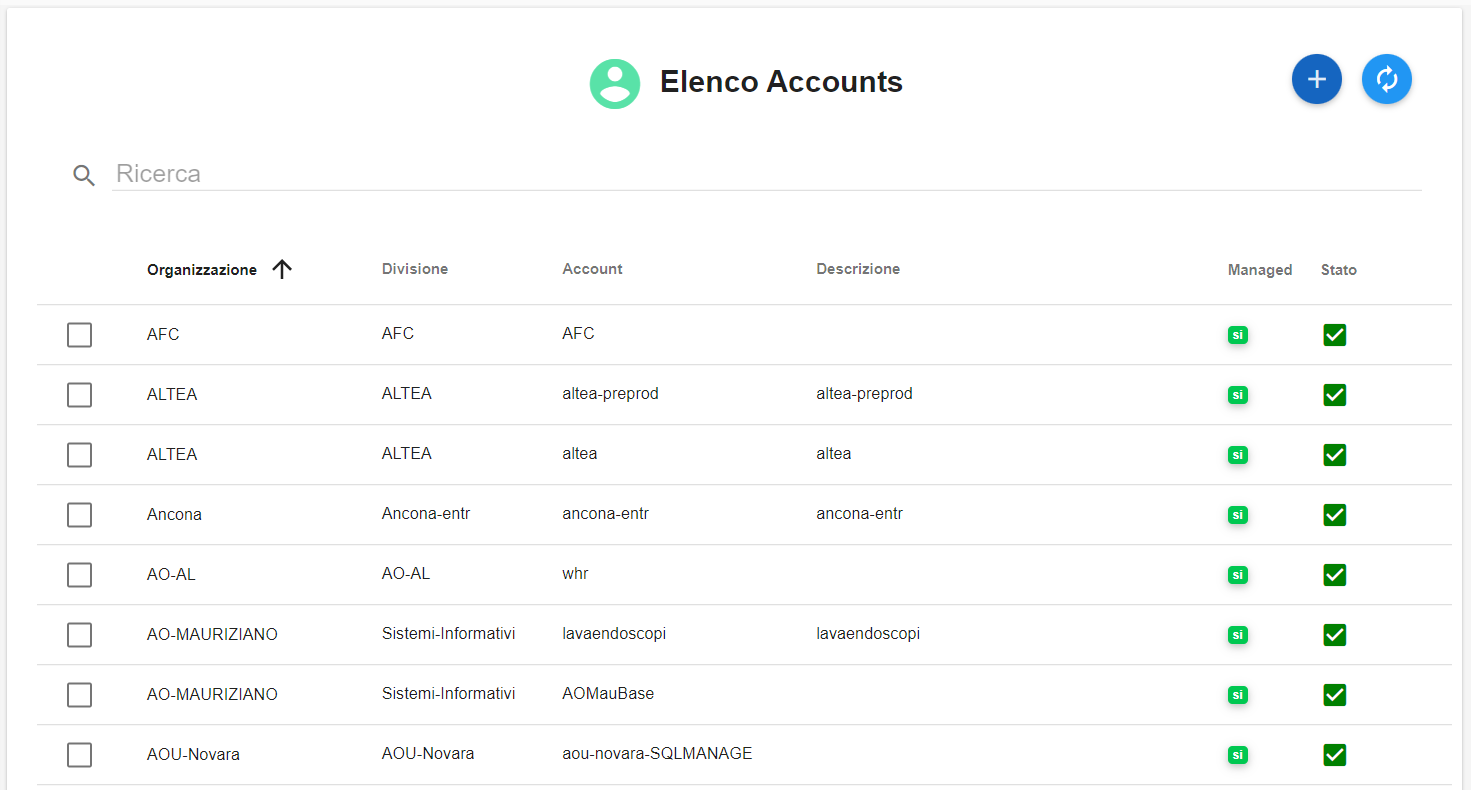 Elenco Accounts
Ricerca
Organizzazione Divisione Account Descrizione Managed Stato
AFC AFC AFC si
ALTEA ALTEA altea-preprod altea-preprod si
ALTEA ALTEA altea altea si
Ancona Ancona-entr ancona-entr ancona-entr si
AO-AL AO-AL whr si
AO-MAURIZIANO Sistemi-Informativi lavaendoscopi lavaendoscopi si
AO-MAURIZIANO Sistemi-Informativi AOMauBase si
AOU-Novara AOU-Novara aou-novara-SQLMANAGE si